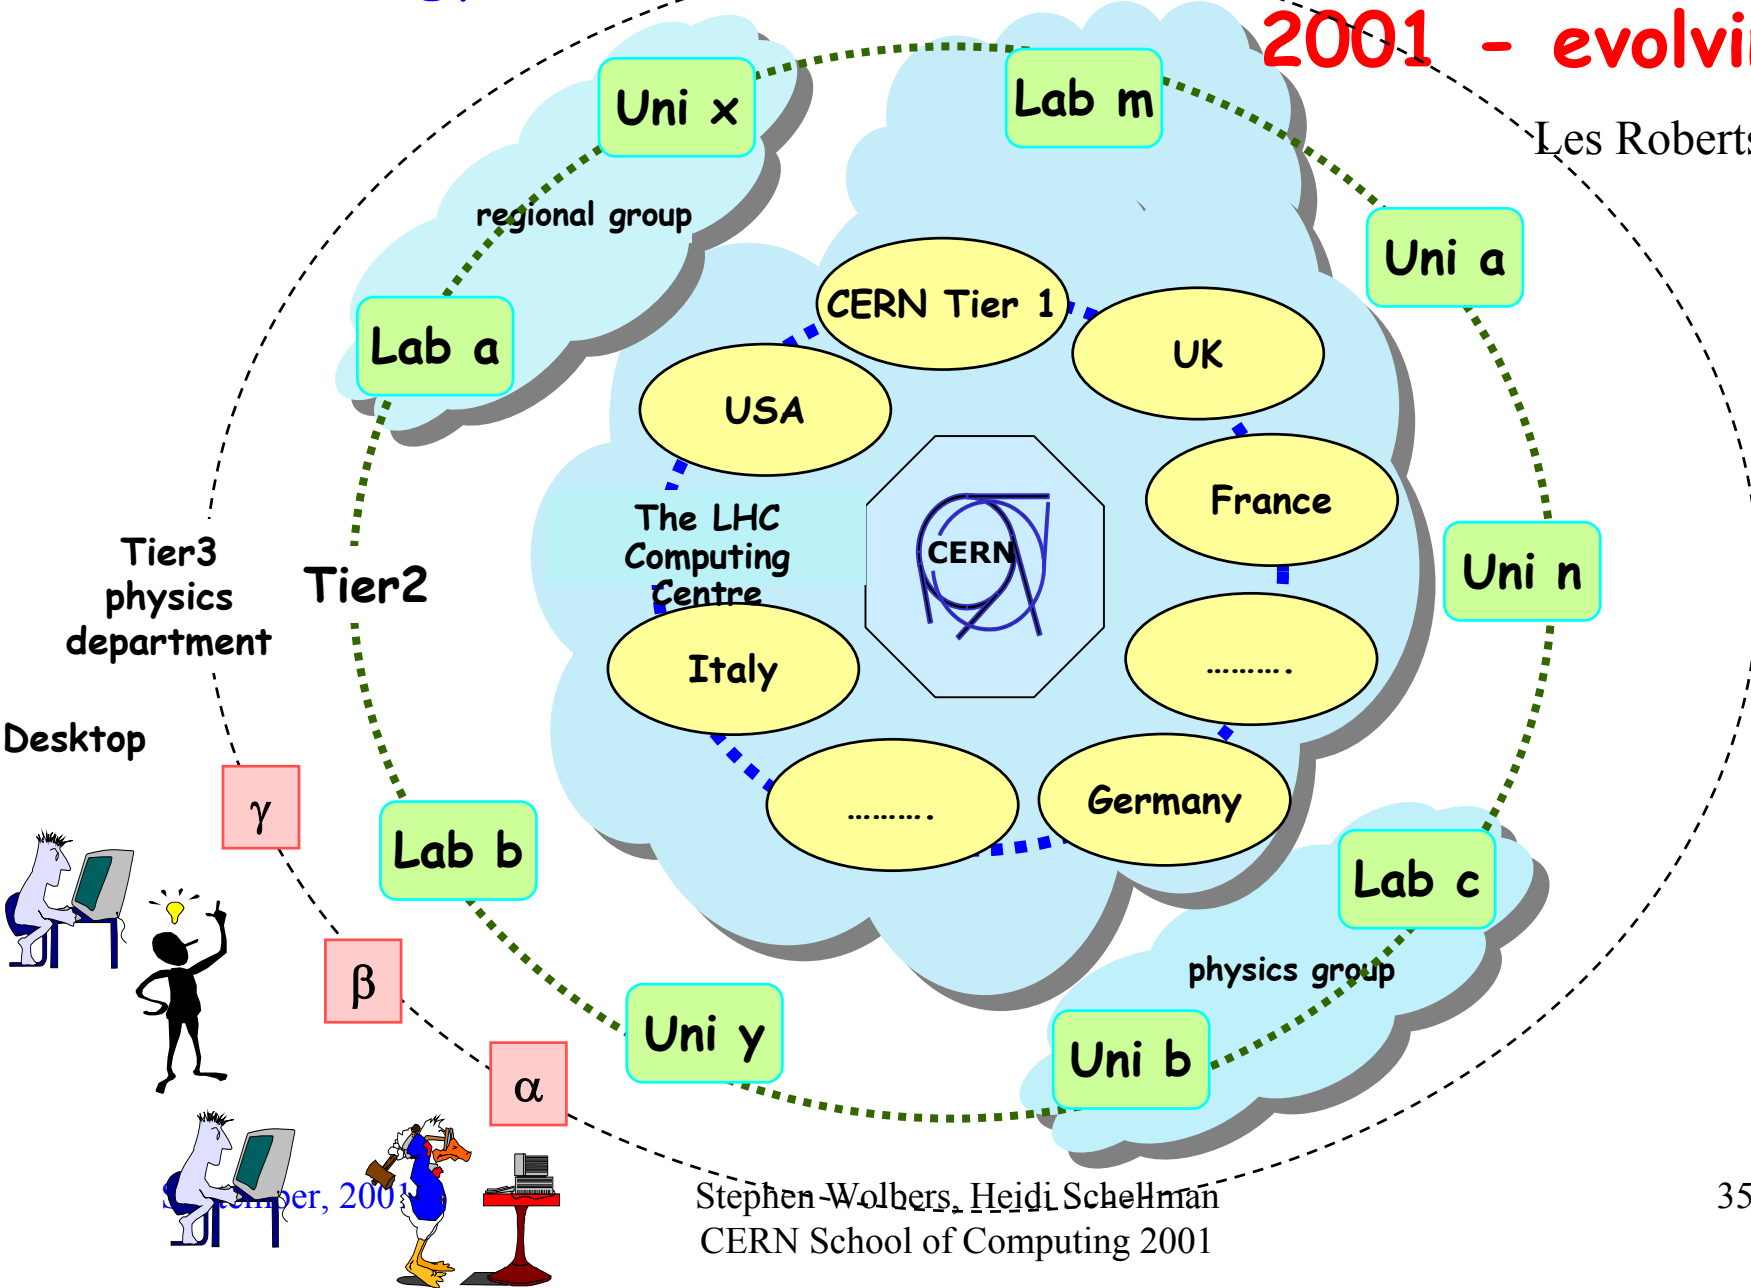 2001 -
Les
Uni x
Lab m
regional group
Uni a
CERN Tier 1
UK
Lab a
USA
France
The LHC
Computing
Centre
CERN
Tier3
physics
department
Tier2
Uni n
Italy
……….
Desktop
γ
……….
Germany
Lab b
Lab c
β
physics group
Uni y
Uni b
α
2001
Stephen Wolbers, Heidi Schellman
CERN School of Computing 2001
35